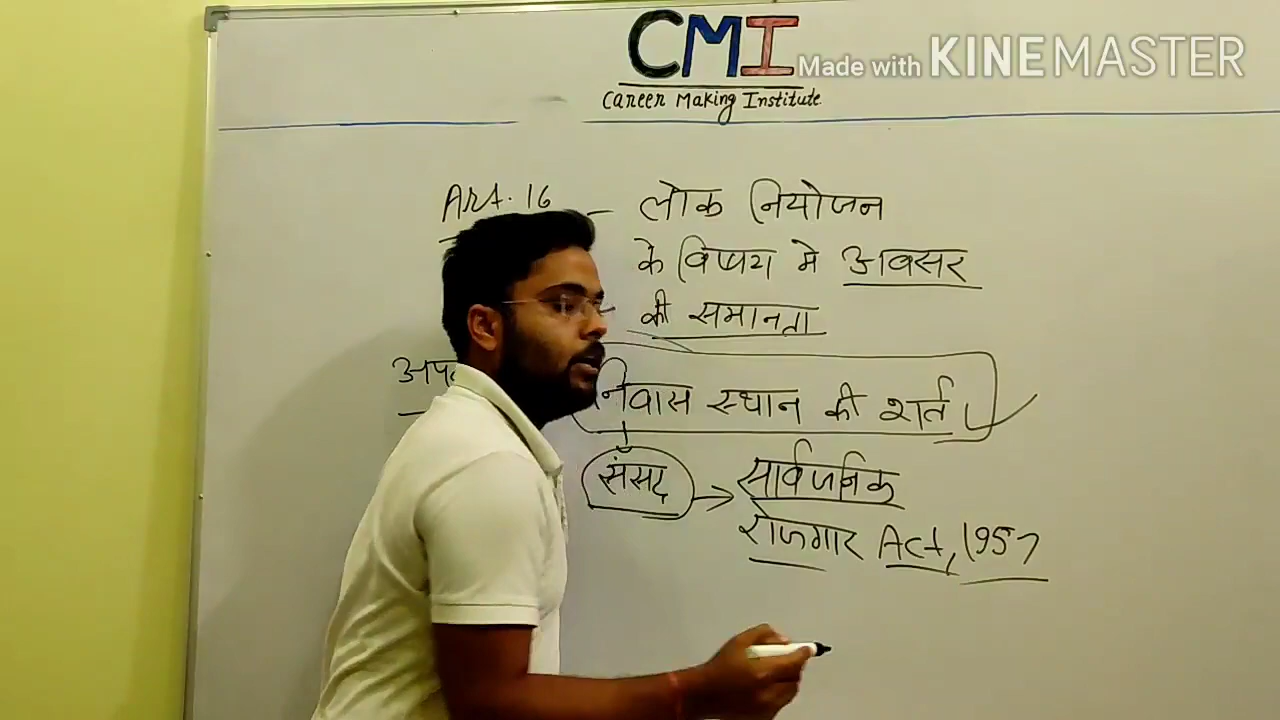 CMI
Made with KINEMASTER
Career Making Institute
Art. 16 - लोक नियोजन
के विषय मे अवसर
की समानता
निवास स्थान की शर्त।
संसद → सार्वजनिक
रोजगार Act, 1957